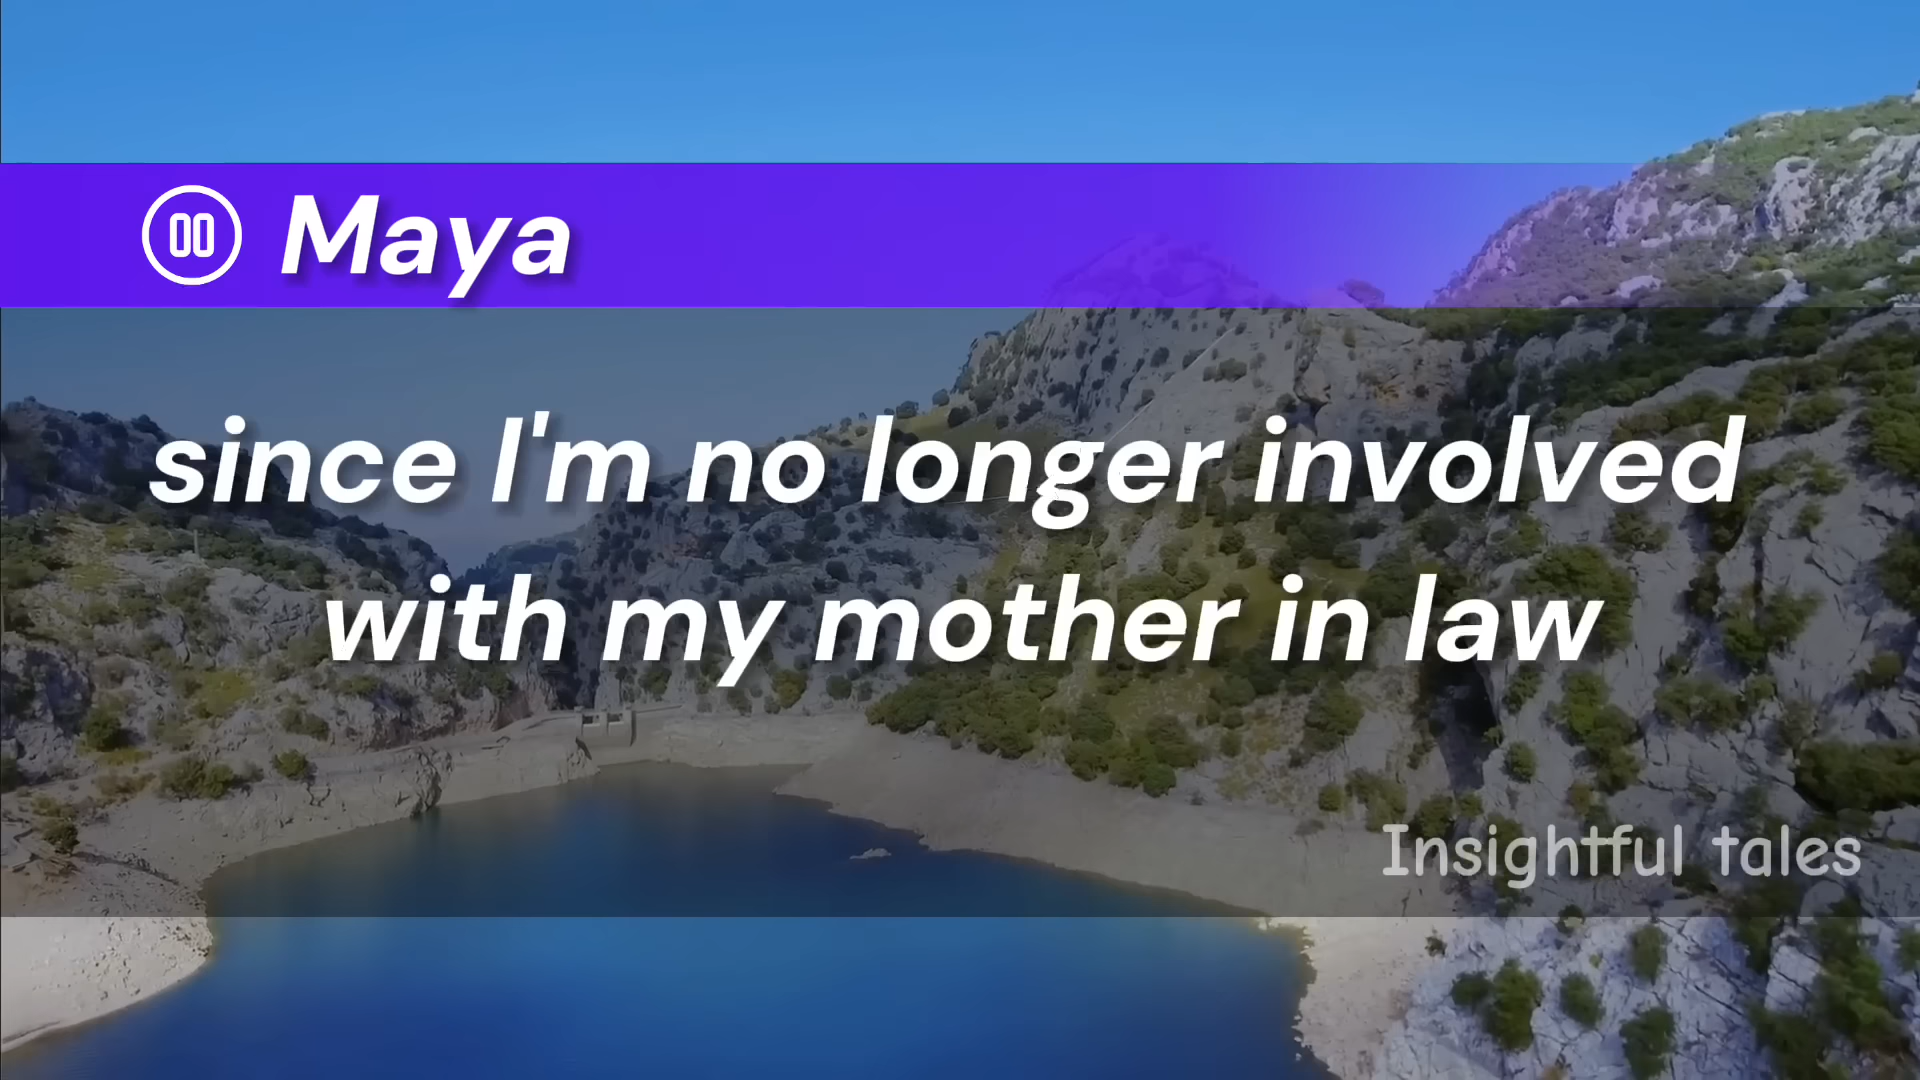 Maya
since I'm no longer involved
with my mother in law
Insightful tales